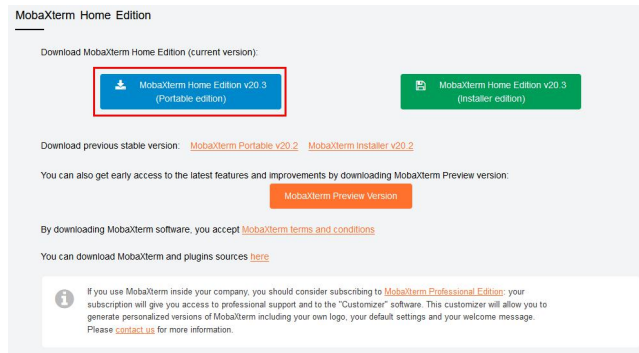 MobaXterm Home Edition
Download MobaXterm Home Edition (current version):
MobaXterm Home Edition v20.3
(Portable edition)
MobaXterm Home Edition v20.3
(Installer edition)
Download previous stable version: MobaXterm Portable v20.2 MobaXterm Installer v20.2
You can also get early access to the latest features and improvements by downloading MobaXterm Preview version:
MobaXterm Preview Version
By downloading MobaXterm software, you accept MobaXterm terms and conditions
You can download MobaXterm and plugins sources here
If you use MobaXterm inside your company, you should consider subscribing to MobaXterm Professional Edition: your
subscription will give you access to professional support and to the "Customizer" software. This customizer will allow you to
generate personalized versions of MobaXterm including your own logo, your default settings and your welcome message.
Please contact us for more information.